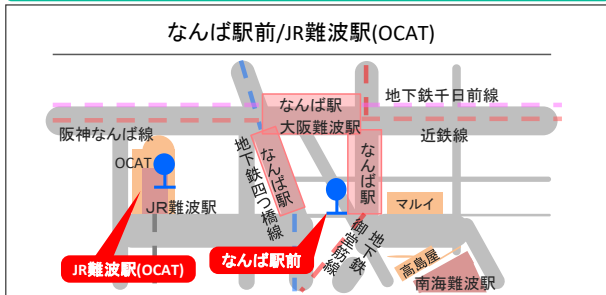 なんば駅前/JR難波駅(OCAT)
なんば駅
地下鉄千日前線
大阪難波駅
阪神なんば線
近鉄線
OCAT
地下鉄四つ橋線
なんば駅
なんば駅
JR難波駅
マルイ
地下鉄
御堂筋線
なんば駅前
JR難波駅(OCAT)
高島屋
南海難波駅